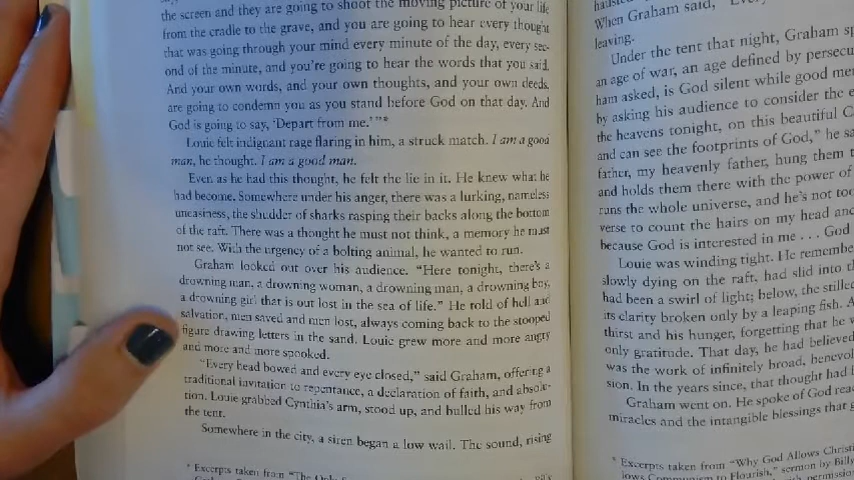 the screen and they are going to shoot the moving picture of your life
from the cradle to the grave, and you are going to hear every thought
that was going through your mind every minute of the day, every sec-
ond of the minute, and you're going to hear the words that you said.
And your own words, and your own thoughts, and your own deeds,
are going to condemn you as you stand before God on that day. And
God is going to say, 'Depart from me.'"*
Louie felt indignant rage flaring in him, a struck match. I am a good
man, he thought. I am a good man.
Even as he had this thought, he felt the lie in it. He knew what he
had become. Somewhere under his anger, there was a lurking, nameless
uneasiness, the shudder of sharks rasping their backs along the bottom
of the raft. There was a thought he must not think, a memory he must
not see. With the urgency of a bolting animal, he wanted to run.
Graham looked out over his audience. "Here tonight, there's a
drowning man, a drowning woman, a drowning man, a drowning boy,
a drowning girl that is out lost in the sea of life." He told of hell and
salvation, men saved and men lost, always coming back to the stooped
figure drawing letters in the sand. Louie grew more and more angry
and more and more spooked.
"Every head bowed and every eye closed," said Graham, offering a
traditional invitation to repentance, a declaration of faith, and absolu-
tion. Louie grabbed Cynthia's arm, stood up, and bulled his way from
the tent.
Somewhere in the city, a siren began a low wail. The sound, rising
* Excerpts taken from "The Only
When Graham said,
leaving.
Under the tent that night, Graham
an age of war, an age defined by
ham asked, is God silent while good
by asking his audience to consider the
the heavens tonight, on this beautiful
and can see the footprints of God," he
father, my heavenly father, hung them
and holds them there with the power of
runs the whole universe, and he's not too
verse to count the hairs on my head and
because God is interested in me . . . God
Louie was winding tight. He
slowly dying on the raft, had slid into
had been a swirl of light; below, the
its clarity broken only by a leaping fish.
thirst and his hunger, forgetting that he
only gratitude. That day, he had believed
was the work of infinitely broad,
sion. In the years since, that thought had
Graham went on. He spoke of God
miracles and the intangible blessings that
* Excerpts taken from "Why God Allows
lows Communism to Flourish," sermon by Billy